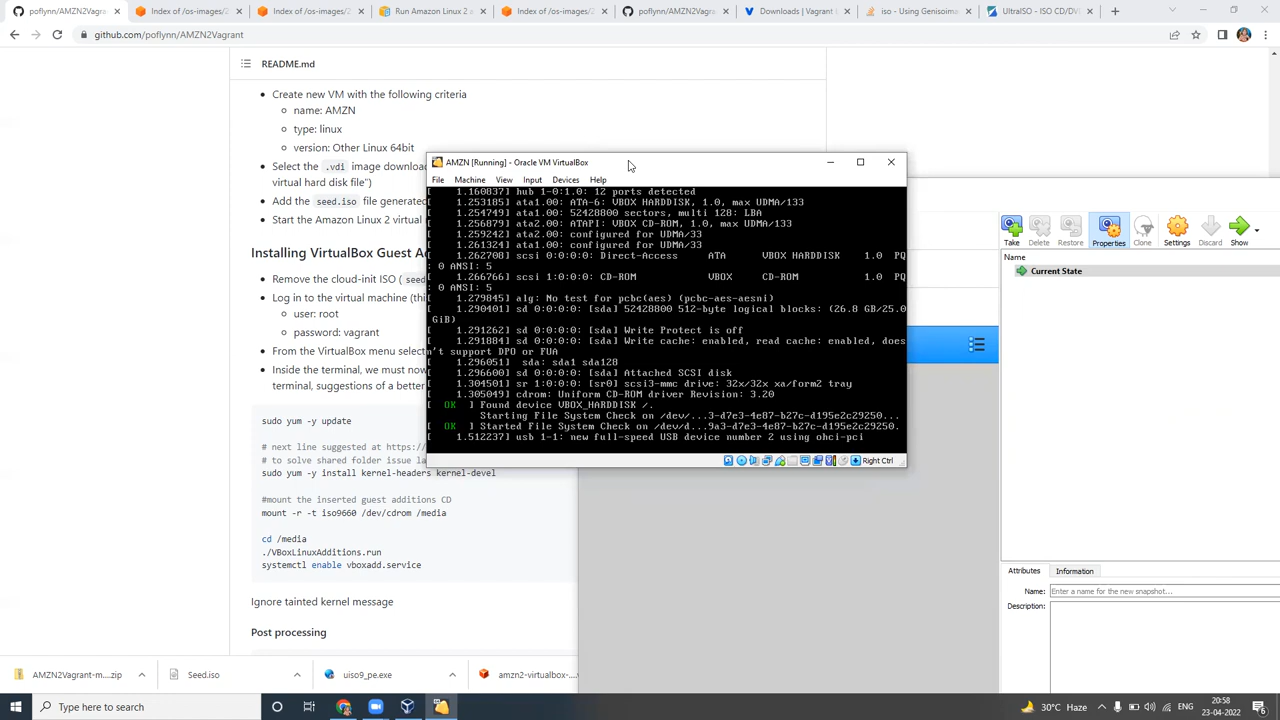 poflynn/AMZN2Vagrant
Index of /os-images/2.
Index of /os-images/2.
Run Amazon Linux 2 a
Index of /os-images/2.
poflynn/AMZN2Vagrant
Downloads | Vagrant
iso - Using Genisoima
UltraISO - ISO CD/DV
github.com/poflynn/AMZN2Vagrant
README.md
Create new VM with the following criteria
name: AMZN
type: linux
version: Other Linux 64bit
Select the .vdi image download
virtual hard disk file")
Add the seed.iso file generated
Start the Amazon Linux 2 virtual
Installing VirtualBox Guest A
Remove the cloud-init ISO (seed
Log in to the virtual machine (thi
user: root
password: vagrant
From the VirtualBox menu select
Inside the terminal, we must now
terminal, suggestions of a better
sudo yum -y update
# next line suggested at https:/
# to solve shared folder issue la
sudo yum -y install kernel-headers kernel-devel
#mount the inserted guest additions CD
mount -r -t iso9660 /dev/cdrom /media
cd /media
./VBoxLinuxAdditions.run
systemctl enable vboxadd.service
Ignore tainted kernel message
Post processing
AMZN [Running] - Oracle VM VirtualBox
File Machine View Input Devices Help
[ 1.160837] hub 1-0:1.0: 12 ports detected
[ 1.253185] ata1.00: ATA-6: VBOX HARDDISK, 1.0, max UDMA/133
[ 1.254749] ata1.00: 52428800 sectors, multi 128: LBA
[ 1.256879] ata2.00: ATAPI: VBOX CD-ROM, 1.0, max UDMA/133
[ 1.259242] ata2.00: configured for UDMA/33
[ 1.261324] ata1.00: configured for UDMA/33
[ 1.262708] scsi 0:0:0:0: Direct-Access ATA VBOX HARDDISK 1.0 PQ
: 0 ANSI: 5
[ 1.266766] scsi 1:0:0:0: CD-ROM VBOX CD-ROM 1.0 PQ
: 0 ANSI: 5
[ 1.279845] alg: No test for pcbc(aes) (pcbc-aes-aesni)
[ 1.290401] sd 0:0:0:0: [sda] 52428800 512-byte logical blocks: (26.8 GB/25.0
GiB)
[ 1.291262] sd 0:0:0:0: [sda] Write Protect is off
[ 1.291884] sd 0:0:0:0: [sda] Write cache: enabled, read cache: enabled, does
n't support DPO or FUA
[ 1.296051] sda: sda1 sda128
[ 1.296600] sd 0:0:0:0: [sda] Attached SCSI disk
[ 1.304501] sr 1:0:0:0: [sr0] scsi3-mmc drive: 32x/32x xa/form2 tray
[ 1.305049] cdrom: Uniform CD-ROM driver Revision: 3.20
[ OK ] Found device VBOX_HARDDISK /.
Starting File System Check on /dev/...3-d7e3-4e87-b27c-d195e2c29250...
[ OK ] Started File System Check on /dev/d...9a3-d7e3-4e87-b27c-d195e2c29250.
[ 1.512237] usb 1-1: new full-speed USB device number 2 using ohci-pci
Right Ctrl
Take Delete Restore Properties Clone Settings Discard Show
Name
Current State
Attributes Information
Name: Enter a name for the new snapshot...
Description:
AMZN2Vagrant-m....zip
Seed.iso
uiso9_pe.exe
amzn2-virtualbox-....
Type here to search
30°C Haze
ENG
20:58
23-04-2022
6